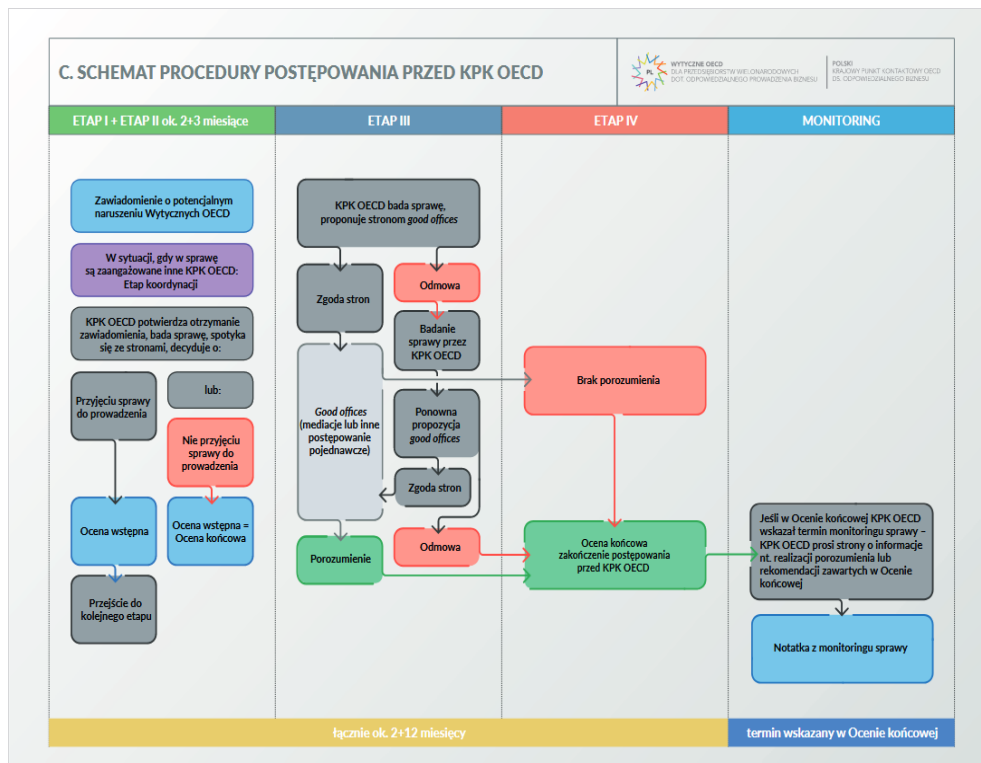 C. SCHEMAT PROCEDURY POSTĘPOWANIA PRZED KPK OECD
PL
WYTYCZNE OECD
DLA PRZEDSIĘBIORSTW WIELONARODOWYCH
DOT. ODPOWIEDZIALNEGO PROWADZENIA BIZNESU
POLSKI
KRAJOWY PUNKT KONTAKTOWY OECD
DS. ODPOWIEDZIALNEGO BIZNESU
ETAP I + ETAP II ok. 2+3 miesiące
ETAP III
ETAP IV
MONITORING
Zawiadomienie o potencjalnym
naruszeniu Wytycznych OECD
W sytuacji, gdy w sprawę
są zaangażowane inne KPK OECD:
Etap koordynacji
KPK OECD potwierdza otrzymanie
zawiadomienia, bada sprawę, spotyka
się ze stronami, decyduje o:
Przyjęciu sprawy
do prowadzenia
lub:
Nie przyjęciu
sprawy do
prowadzenia
Ocena wstępna
Ocena wstępna =
Ocena końcowa
Przejście do
kolejnego etapu
KPK OECD bada sprawę,
proponuje stronom good offices
Zgoda stron
Odmowa
Badanie
sprawy przez
KPK OECD
Good offices
(mediacje lub inne
postępowanie
pojednawcze)
Ponowna
propozycja
good offices
Zgoda stron
Odmowa
Porozumienie
Brak porozumienia
Ocena końcowa
zakończenie postępowania
przed KPK OECD
Jeśli w Ocenie końcowej KPK OECD
wskazał termin monitoringu sprawy –
KPK OECD prosi strony o informacje
nt. realizacji porozumienia lub
rekomendacji zawartych w Ocenie
końcowej
Notatka z monitoringu sprawy
łącznie ok. 2+12 miesięcy
termin wskazany w Ocenie końcowej